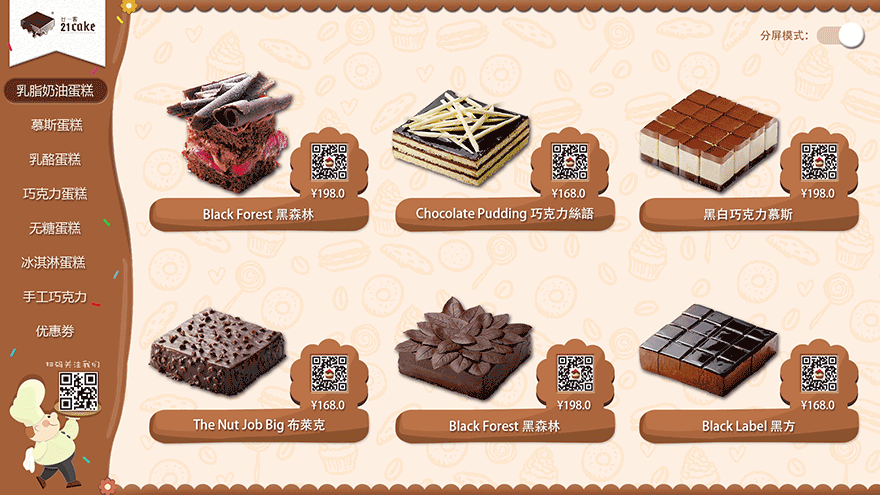 廿一客
21cake
分屏模式：
乳脂奶油蛋糕
慕斯蛋糕
乳酪蛋糕
巧克力蛋糕
无糖蛋糕
冰淇淋蛋糕
手工巧克力
优惠券
扫码关注我们
¥198.0
Black Forest 黑森林
¥168.0
Chocolate Pudding 巧克力絲語
¥198.0
黑白巧克力慕斯
¥168.0
The Nut Job Big 布萊克
¥198.0
Black Forest 黑森林
¥168.0
Black Label 黑方